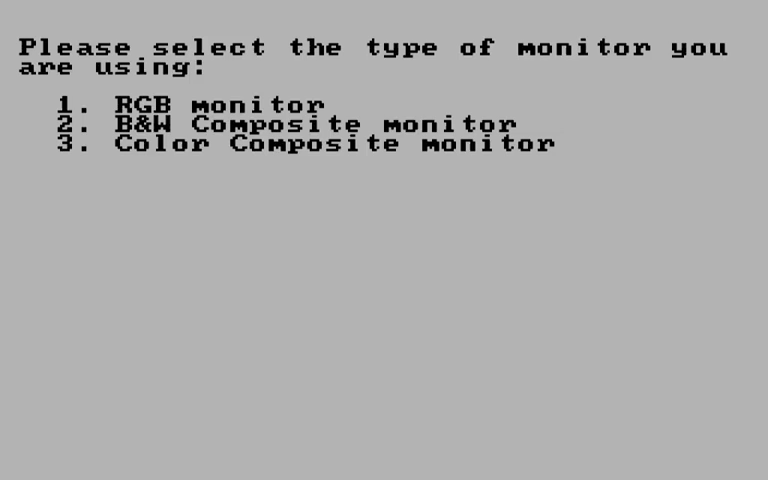 Please select the type of monitor you
are using:
1. RGB monitor
2. B&W Composite monitor
3. Color Composite monitor